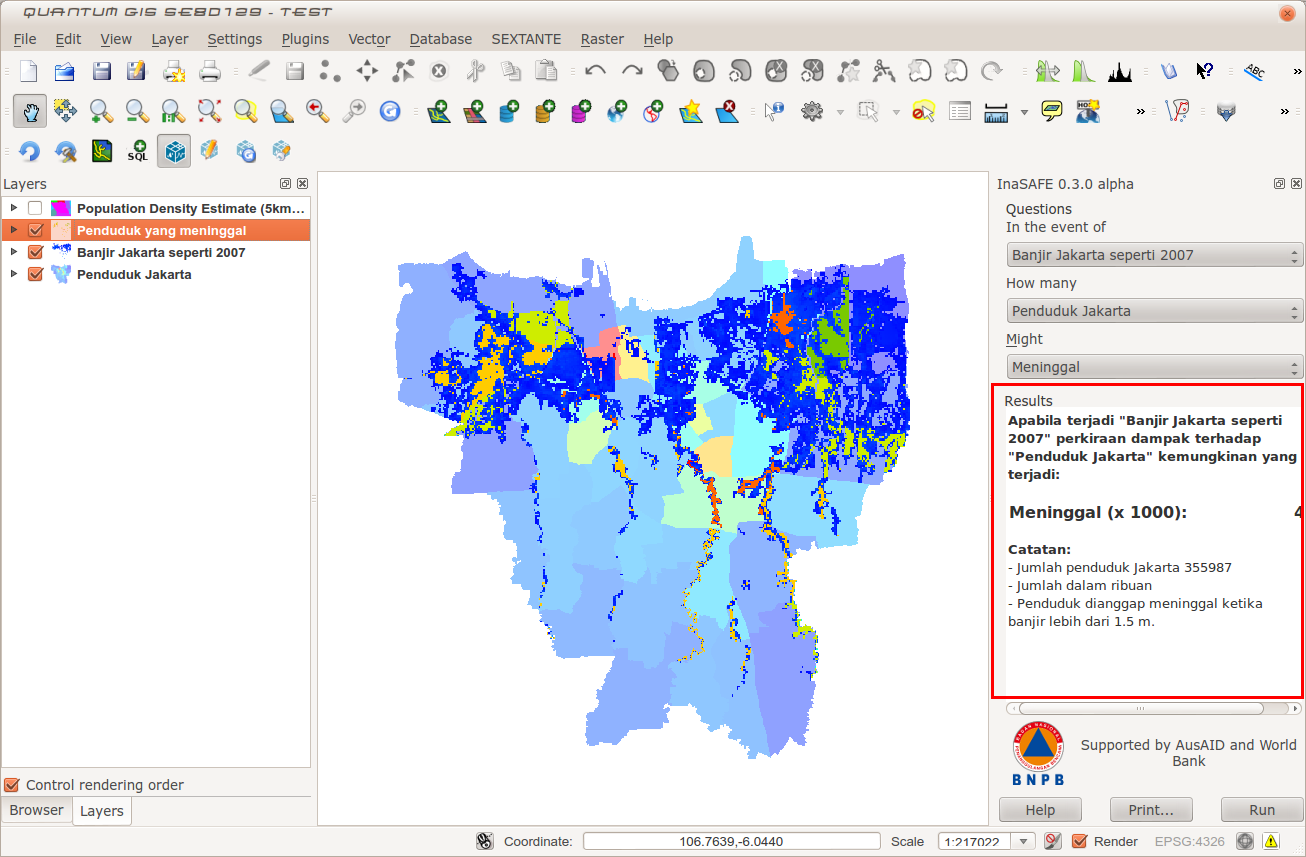 QUANTUM GIS 5E8D129 - TEST
File Edit View Layer Settings Plugins Vector Database SEXTANTE Raster Help
ABC
»
» »
SQL
Layers
Population Density Estimate (5km...
Penduduk yang meninggal
Banjir Jakarta seperti 2007
Penduduk Jakarta
Control rendering order
Browser Layers
InaSAFE 0.3.0 alpha
Questions
In the event of
Banjir Jakarta seperti 2007
How many
Penduduk Jakarta
Might
Meninggal
Results
Apabila terjadi "Banjir Jakarta seperti
2007" perkiraan dampak terhadap
"Penduduk Jakarta" kemungkinan yang
terjadi:
Meninggal (x 1000): 4
Catatan:
- Jumlah penduduk Jakarta 355987
- Jumlah dalam ribuan
- Penduduk dianggap meninggal ketika
banjir lebih dari 1.5 m.
BNPB
Supported by AusAID and World
Bank
Help Print... Run
Coordinate: 106.7639,-6.0440 Scale 1:217022 Render EPSG:4326